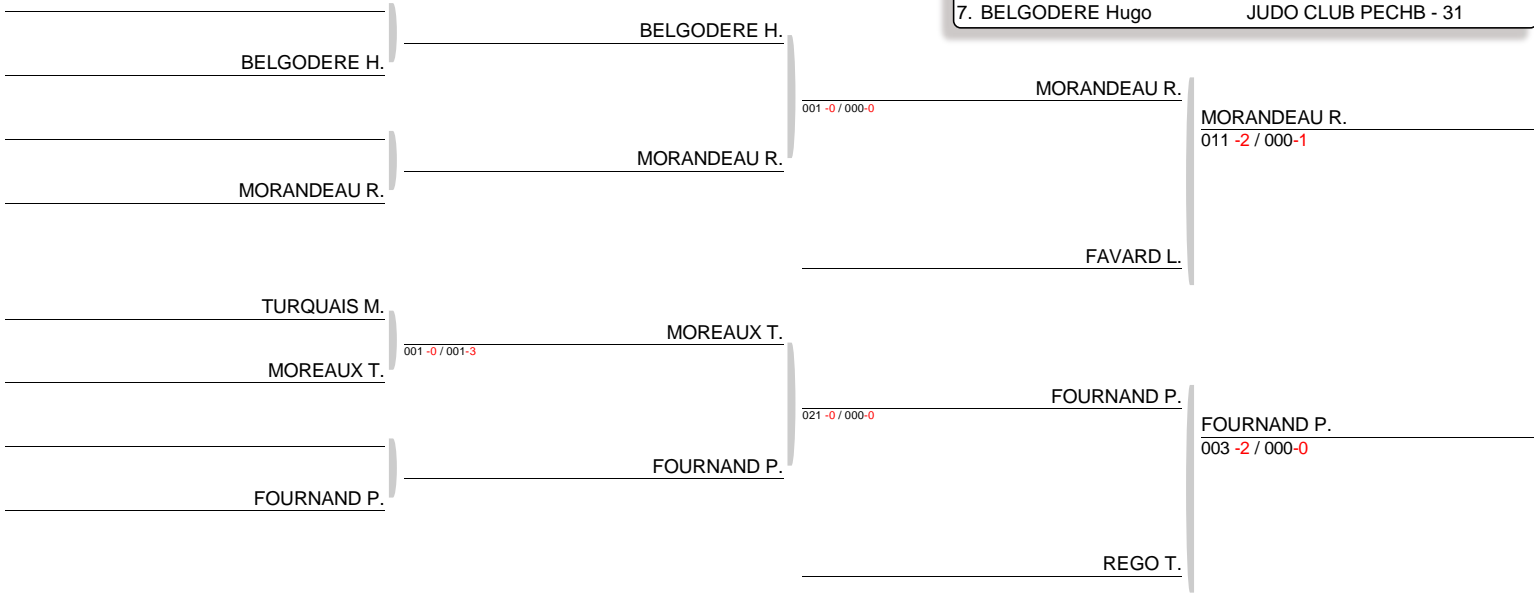 7. BELGODERE Hugo JUDO CLUB PECHB - 31
BELGODERE H.
BELGODERE H.
MORANDEAU R.
001 -0 / 000-0
MORANDEAU R.
011 -2 / 000-1
MORANDEAU R.
MORANDEAU R.
FAVARD L.
TURQUAIS M.
MOREAUX T.
001 -0 / 001-3
MOREAUX T.
FOURNAND P.
021 -0 / 000-0
FOURNAND P.
003 -2 / 000-0
FOURNAND P.
FOURNAND P.
REGO T.